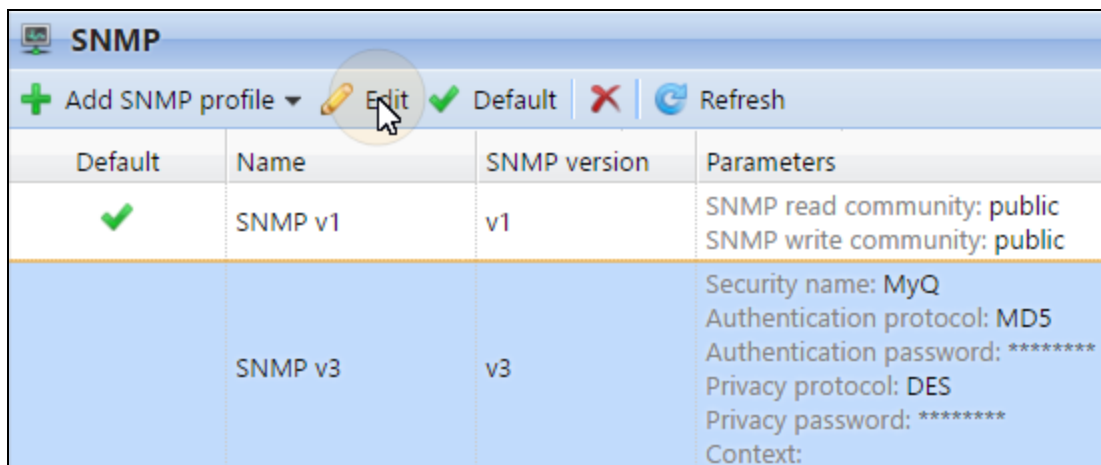 SNMP
Add SNMP profile Edit Default Refresh
Default Name SNMP version Parameters
SNMP v1 v1 SNMP read community: public
SNMP write community: public
Security name: MyQ
Authentication protocol: MD5
Authentication password: ********
SNMP v3 v3 Privacy protocol: DES
Privacy password: ********
Context: